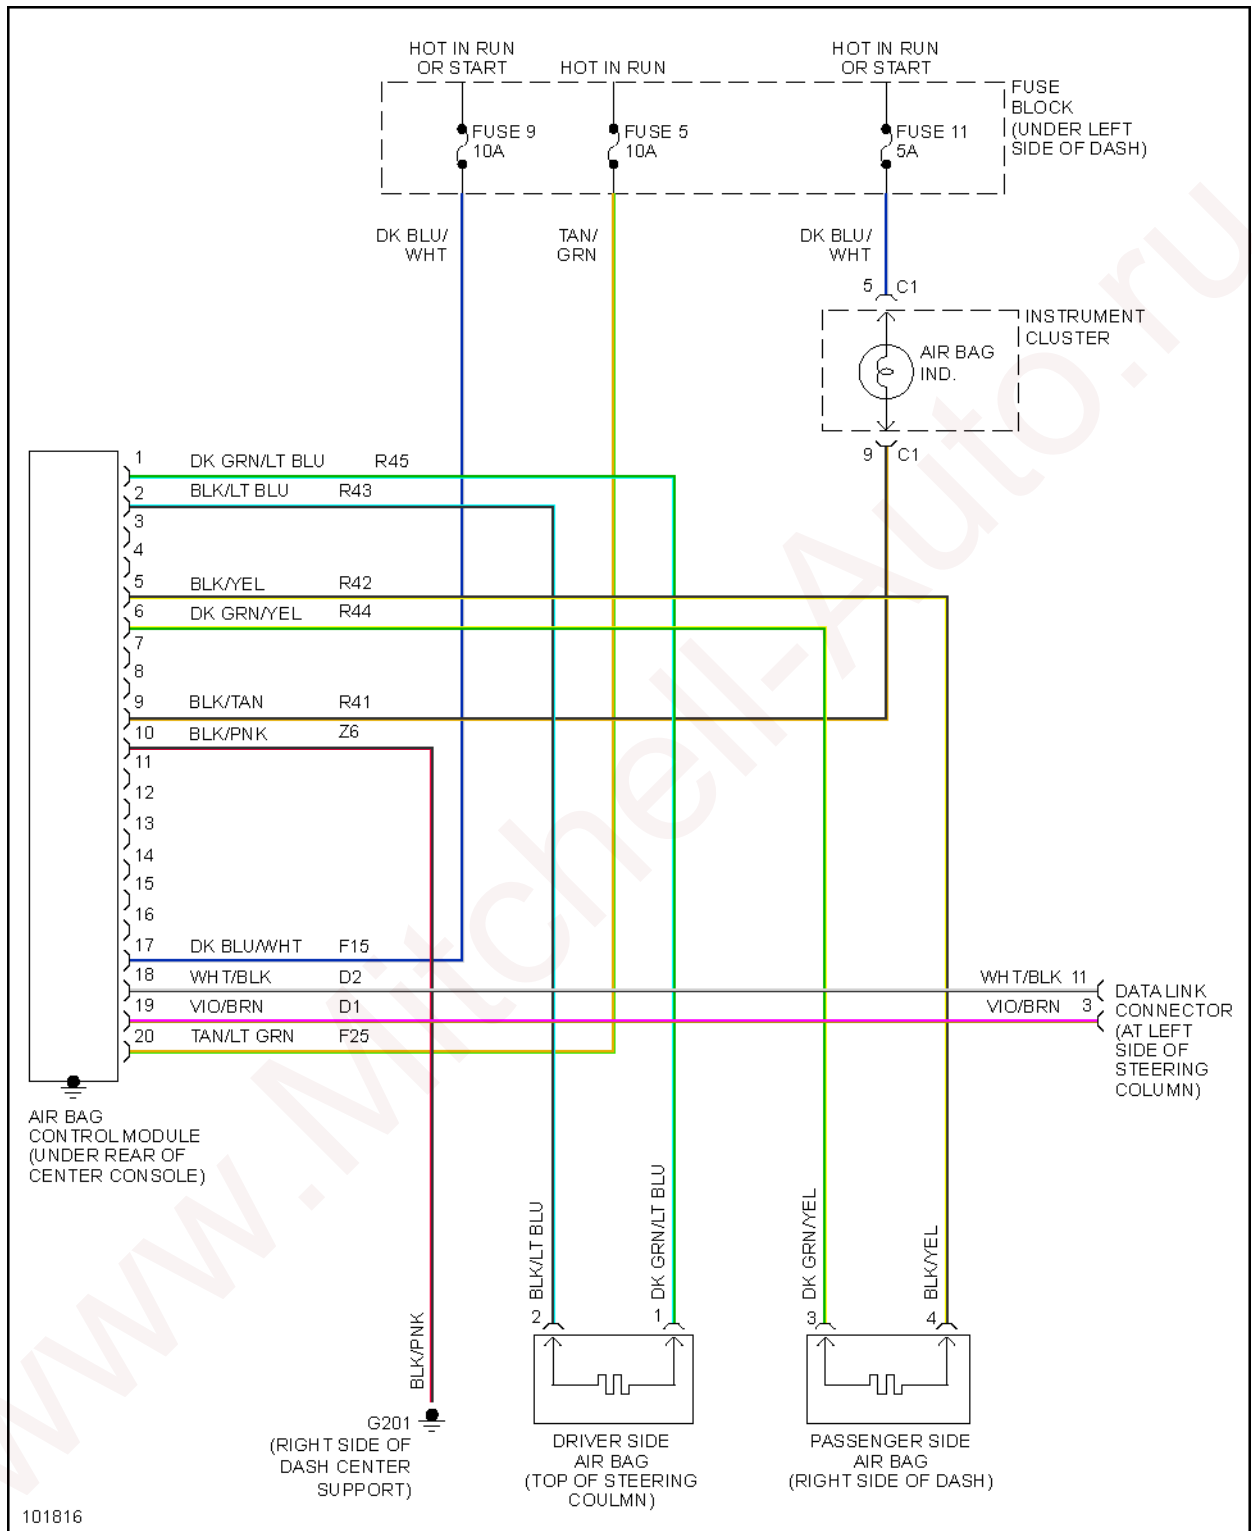 HOT IN RUN
OR START
HOT IN RUN
HOT IN RUN
OR START
FUSE 9
10A
FUSE 5
10A
FUSE 11
5A
FUSE
BLOCK
(UNDER LEFT
SIDE OF DASH)
DK BLU/
WHT
TAN/
GRN
DK BLU/
WHT
5 C1
INSTRUMENT
CLUSTER
AIR BAG
IND.
9 C1
1 DK GRN/LT BLU R45
2 BLK/LT BLU R43
3
4
5 BLK/YEL R42
6 DK GRN/YEL R44
7
8
9 BLK/TAN R41
10 BLK/PNK Z6
11
12
13
14
15
16
17 DK BLU/WHT F15
18 WHT/BLK D2
19 VIO/BRN D1
20 TAN/LT GRN F25
WHT/BLK 11
VIO/BRN 3
DATA LINK
CONNECTOR
(AT LEFT
SIDE OF
STEERING
COLUMN)
AIR BAG
CONTROL MODULE
(UNDER REAR OF
CENTER CONSOLE)
BLK/PNK
BLK/LT BLU
DK GRN/LT BLU
DK GRN/YEL
BLK/YEL
2
1
3
4
G201
(RIGHT SIDE OF
DASH CENTER
SUPPORT)
DRIVER SIDE
AIR BAG
(TOP OF STEERING
COULMN)
PASSENGER SIDE
AIR BAG
(RIGHT SIDE OF DASH)
101816
www.Mitchell-Auto.ru